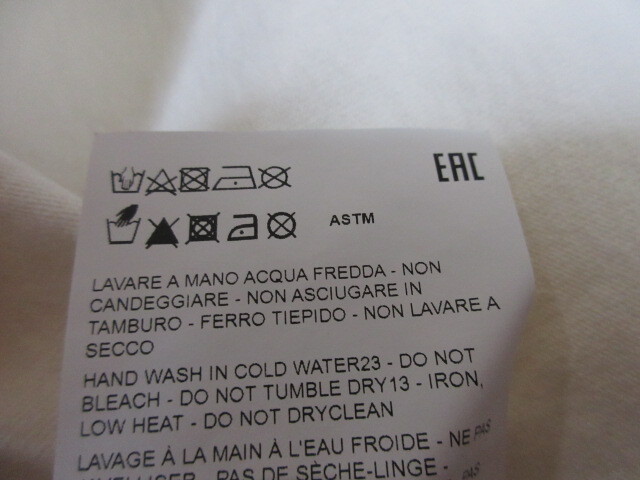 EAC
ASTM
LAVARE A MANO ACQUA FREDDA - NON
CANDEGGIARE - NON ASCIUGARE IN
TAMBURO - FERRO TIEPIDO - NON LAVARE A
SECCO
HAND WASH IN COLD WATER23 - DO NOT
BLEACH - DO NOT TUMBLE DRY13 - IRON,
LOW HEAT - DO NOT DRYCLEAN
LAVAGE À LA MAIN À L'EAU FROIDE - NE PAS
PAS DE SÈCHE-LINGE -
PAS